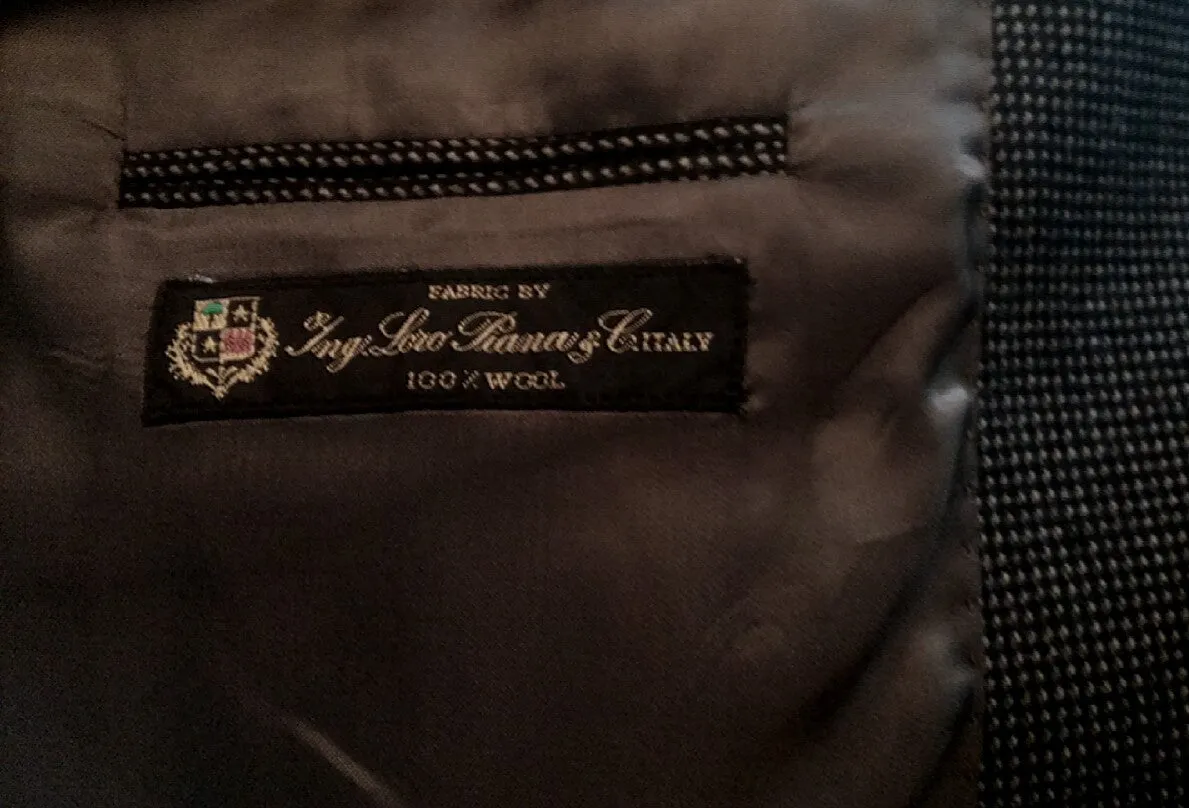 FABRIC BY
Ing. Loro Piana & C. ITALY
100% WOOL